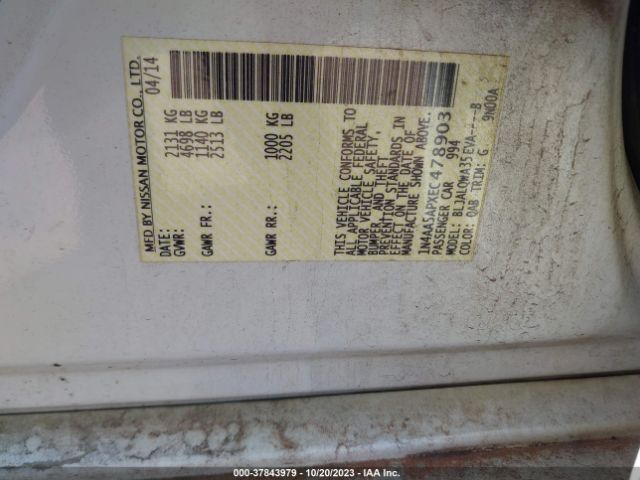 MFD BY NISSAN MOTOR CO., LTD.
DATE: 04/14
GVWR: 2131 KG
4698 LB
GAWR FR: 1140 KG
2513 LB
GAWR RR: 1000 KG
2205 LB
THIS VEHICLE CONFORMS TO
ALL APPLICABLE FEDERAL
MOTOR VEHICLE SAFETY,
BUMPER, AND THEFT
PREVENTION STANDARDS IN
EFFECT ON THE DATE OF
MANUFACTURE SHOWN ABOVE.
1N4AA5APXEC478903
PASSENGER CAR 994
MODEL: BLJALOWA35EVA----B
COLOR: QAB TRIM: G 9N00A
000-37843979 • 10/20/2023 • IAA Inc.